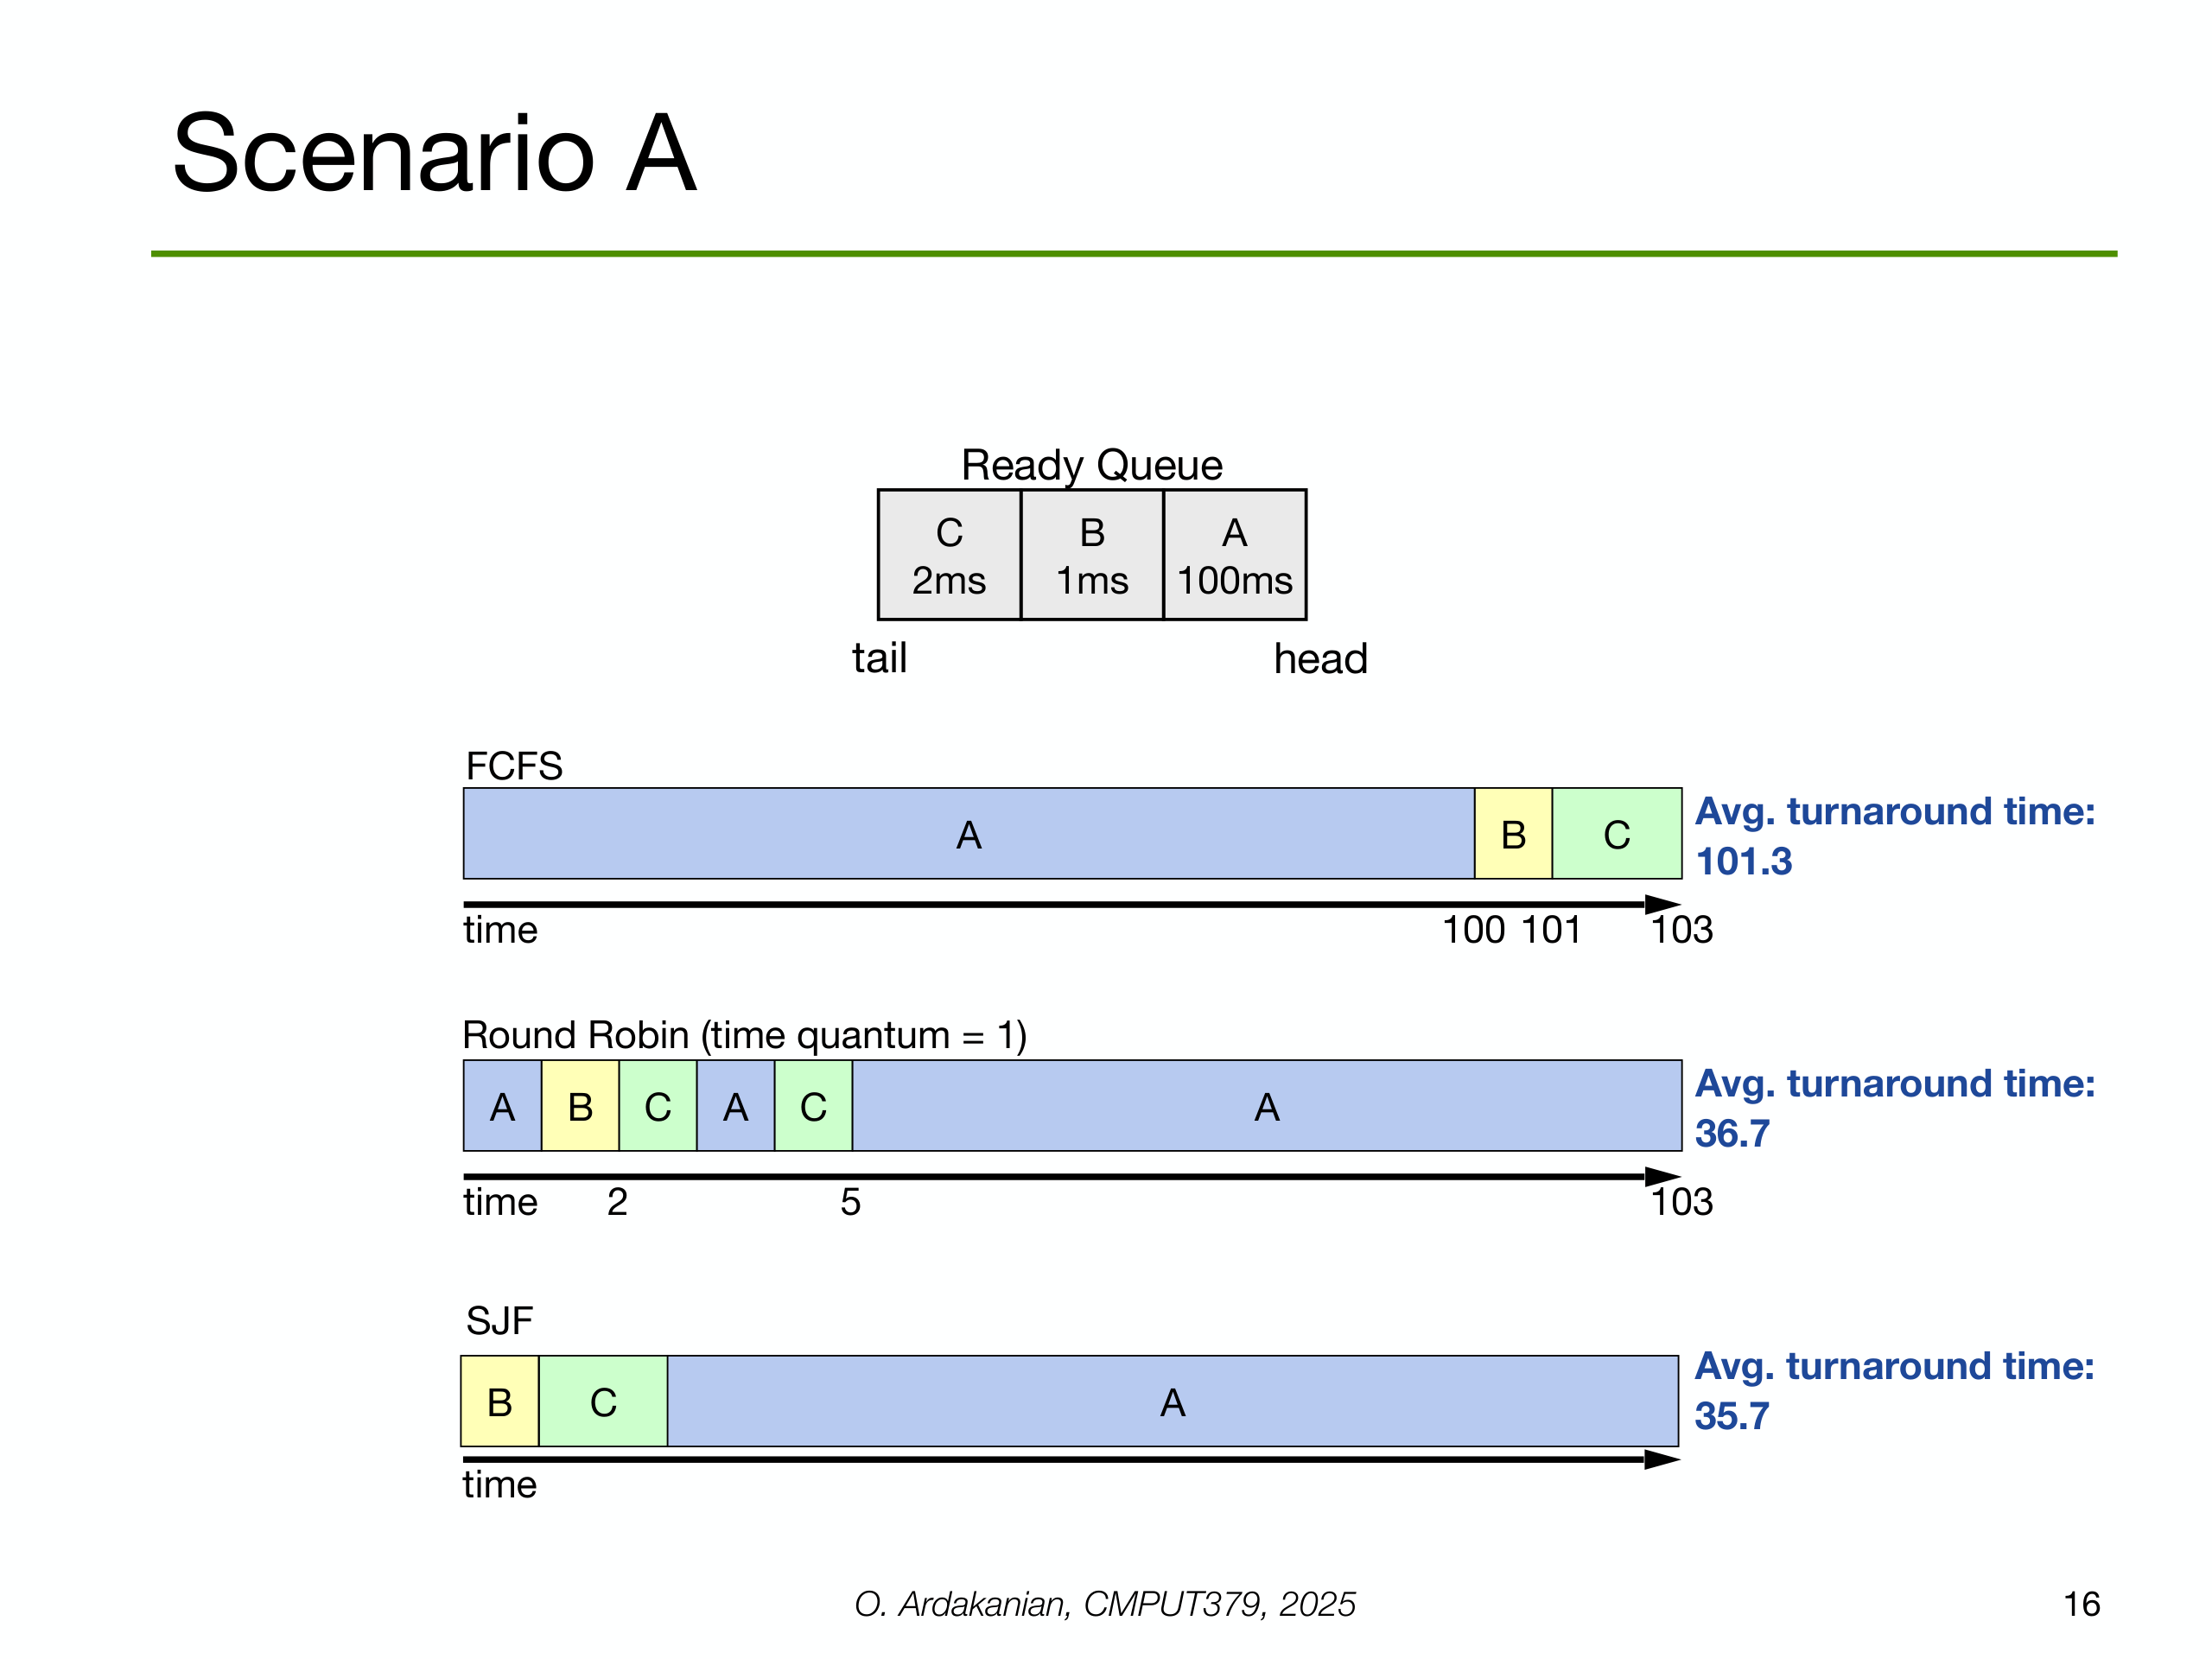 Scenario A
Ready Queue
C B A
2ms 1ms 100ms
tail head
FCFS
A B C
Avg. turnaround time:
101.3
time 100 101 103
Round Robin (time quantum = 1)
A B C A C A
Avg. turnaround time:
36.7
time 2 5 103
SJF
B C A
Avg. turnaround time:
35.7
time
O. Ardakanian, CMPUT379, 2025
16